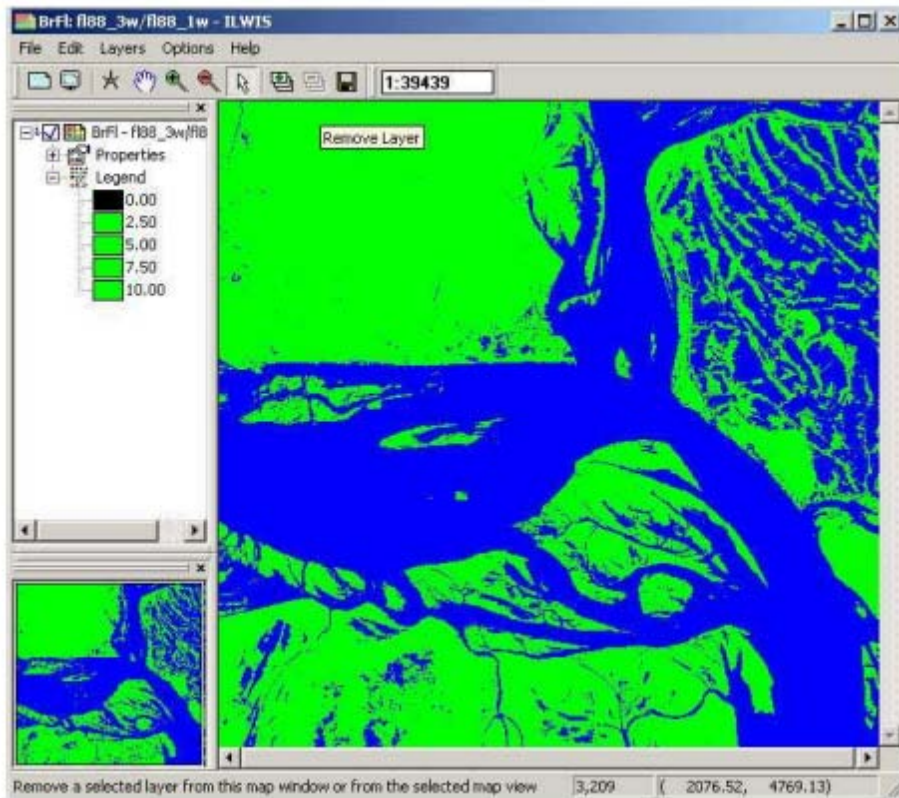 BrFl: fl88_3w/fl88_1w - ILWIS
File Edit Layers Options Help
1:39439
BrFl - fl88_3w/fl8
Remove Layer
Properties
Legend
0.00
2.50
5.00
7.50
10.00
Remove a selected layer from this map window or from the selected map view 3,209 ( 2076.52, 4769.13)